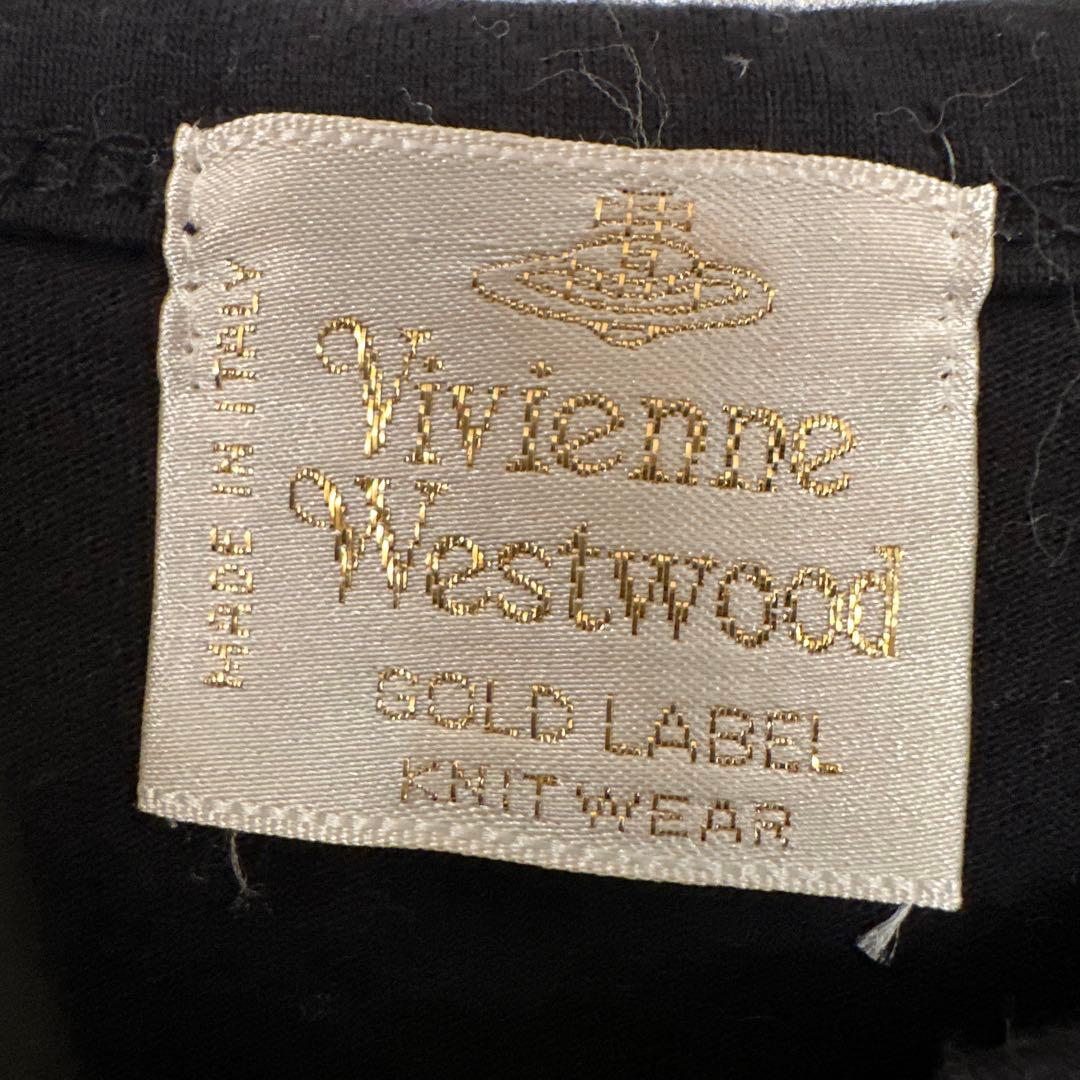 Vivienne
Westwood
GOLD LABEL
KNITWEAR
MADE IN ITALY